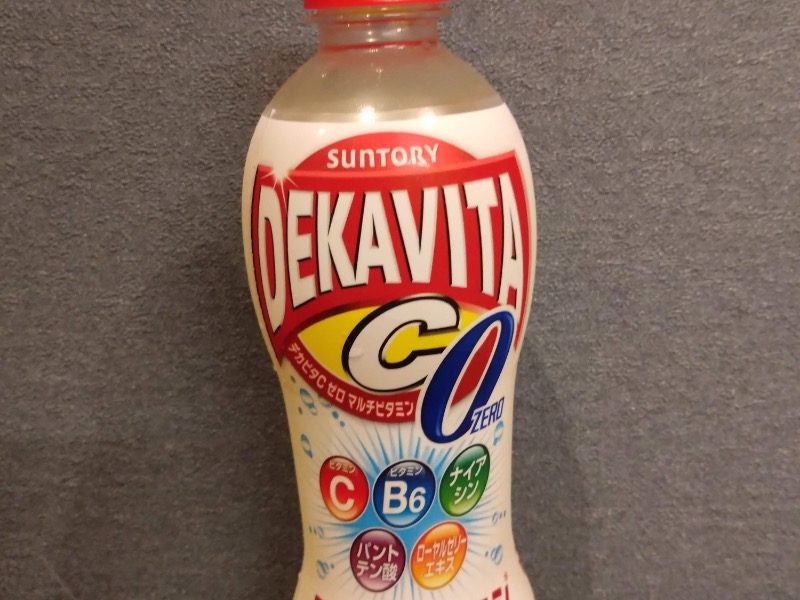 SUNTORY
DEKAVITA
C0
ZERO
デカビタC ゼロ マルチビタミン
ビタミン
C
ビタミン
B6
ナイア
シン
パント
テン酸
ローヤルゼリー
エキス